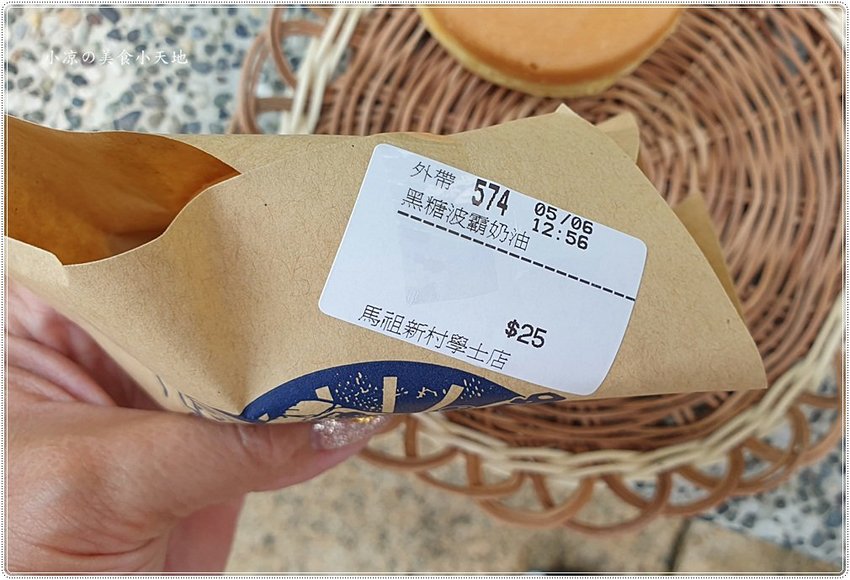 小凉の美食小天地
外帶 574 05/06
黑糖波霸奶油 12:56
$25
馬祖新村學士店